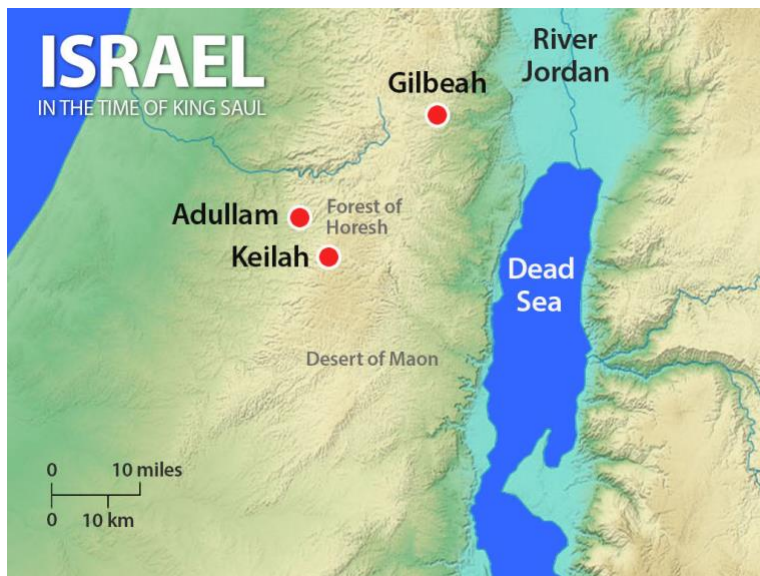 ISRAEL
IN THE TIME OF KING SAUL
River
Jordan
Gilbeah
Adullam
Forest of
Horesh
Keilah
Dead
Sea
Desert of Maon
0 10 miles
0 10 km